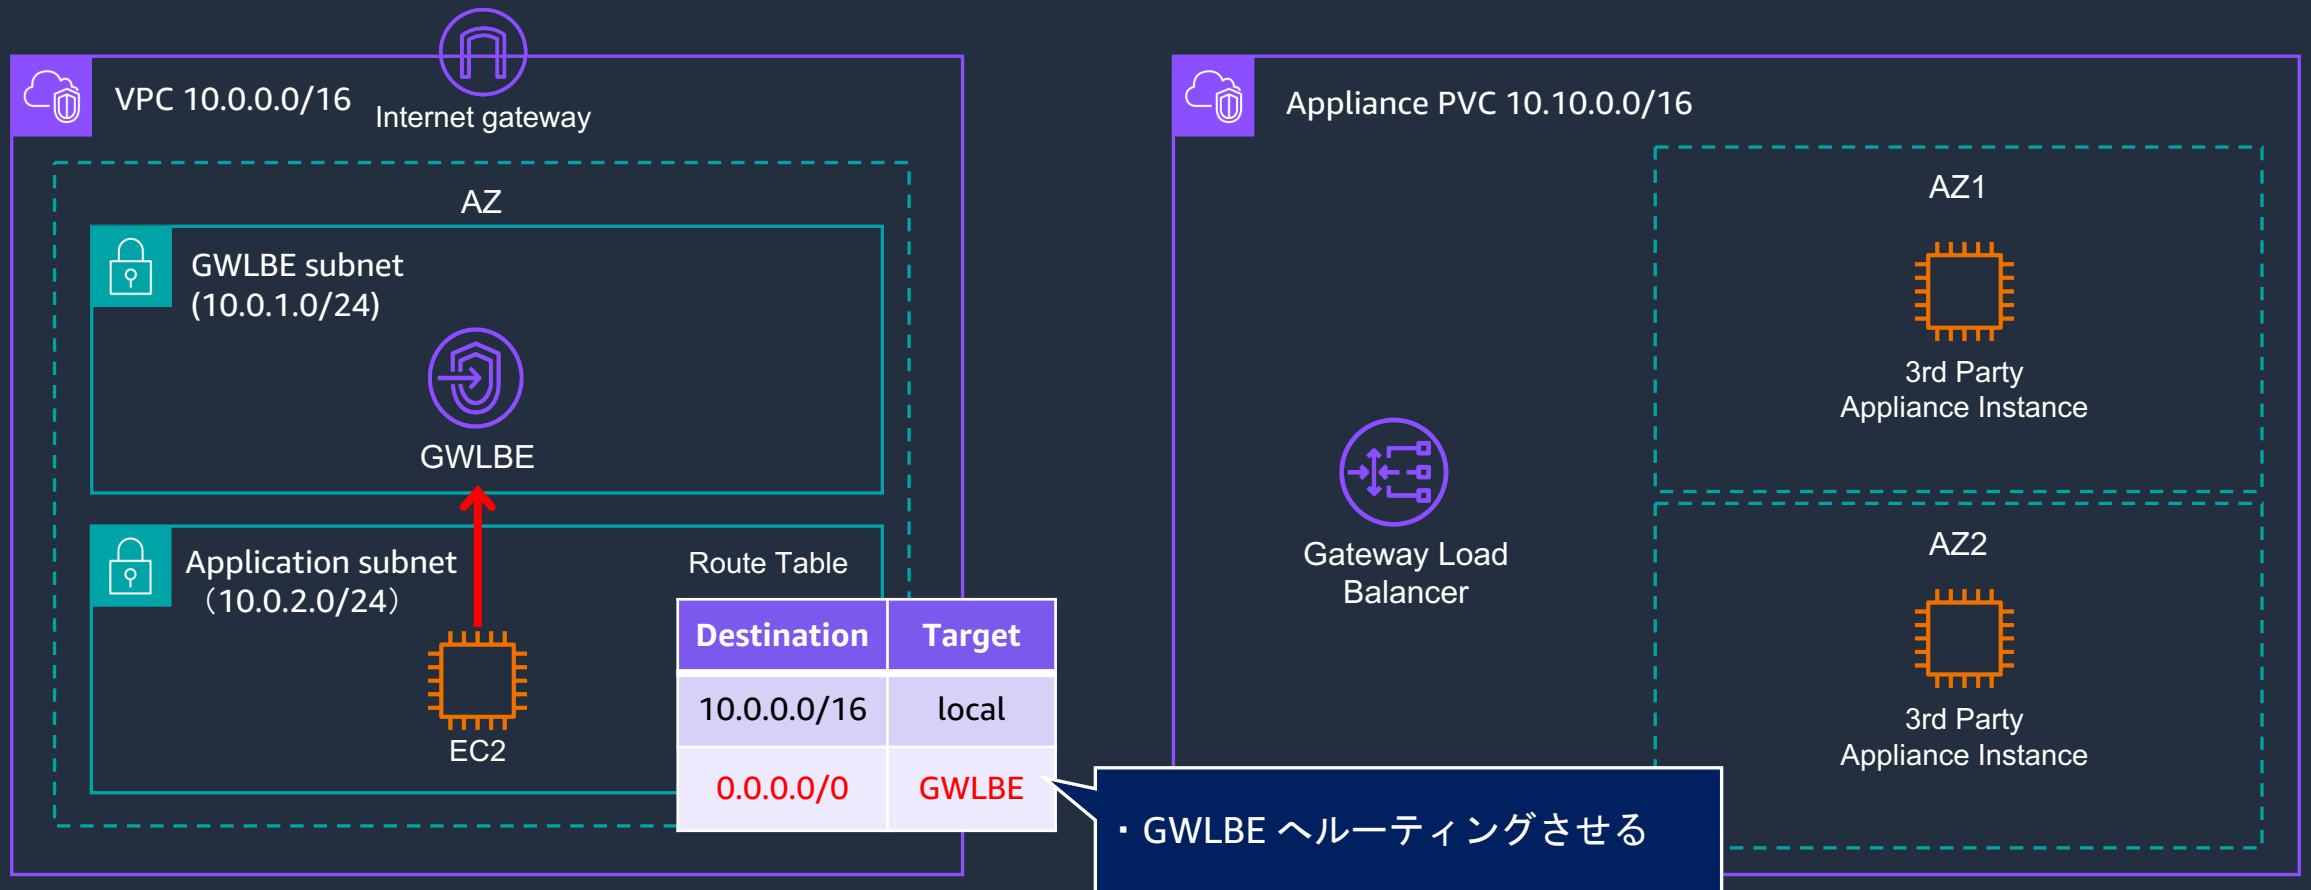 VPC 10.0.0.0/16
Internet gateway
AZ
GWLBE subnet
(10.0.1.0/24)
GWLBE
Application subnet
（10.0.2.0/24）
EC2
Route Table
Destination Target
10.0.0.0/16 local
0.0.0.0/0 GWLBE
・GWLBE へルーティングさせる
Appliance PVC 10.10.0.0/16
Gateway Load
Balancer
AZ1
3rd Party
Appliance Instance
AZ2
3rd Party
Appliance Instance